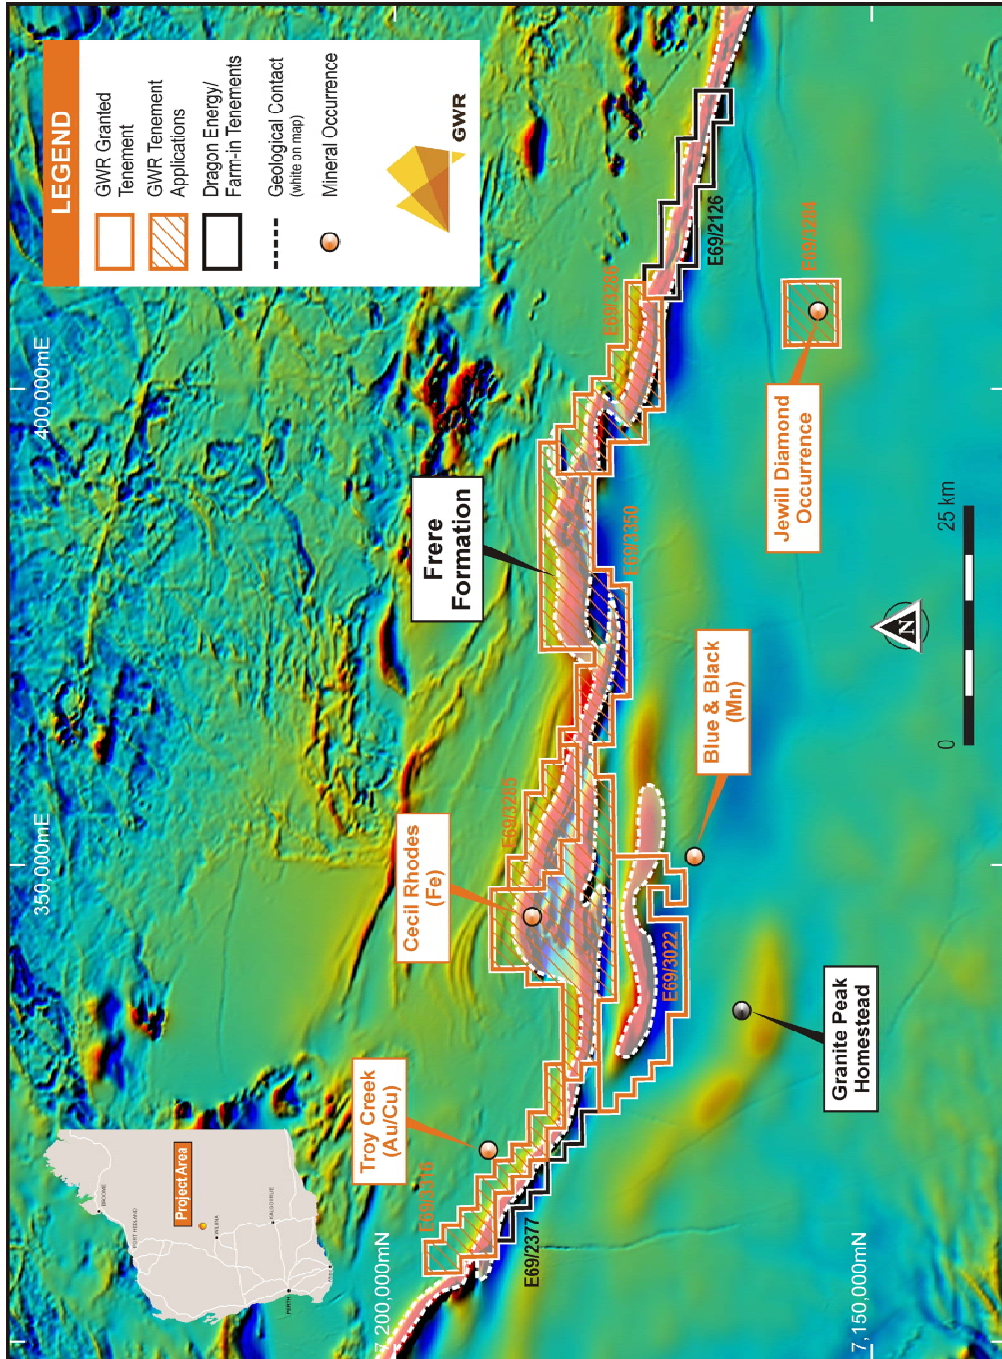 LEGEND
GWR Granted
Tenement
GWR Tenement
Applications
Dragon Energy/
Farm-in Tenements
Geological Contact
(white on map)
Mineral Occurrence
GWR
350,000mE
400,000mE
7,200,000mN
7,150,000mN
BROOME
PORT HEDLAND
Project Area
WILUNA
KALGOORLIE
PERTH
Troy Creek
(Au/Cu)
Cecil Rhodes
(Fe)
Frere
Formation
E69/3318
E69/2377
E69/3285
E69/3022
E69/3350
E69/3286
E69/2126
E69/3284
Blue & Black
(Mn)
Granite Peak
Homestead
Jewill Diamond
Occurrence
N
0
25 km